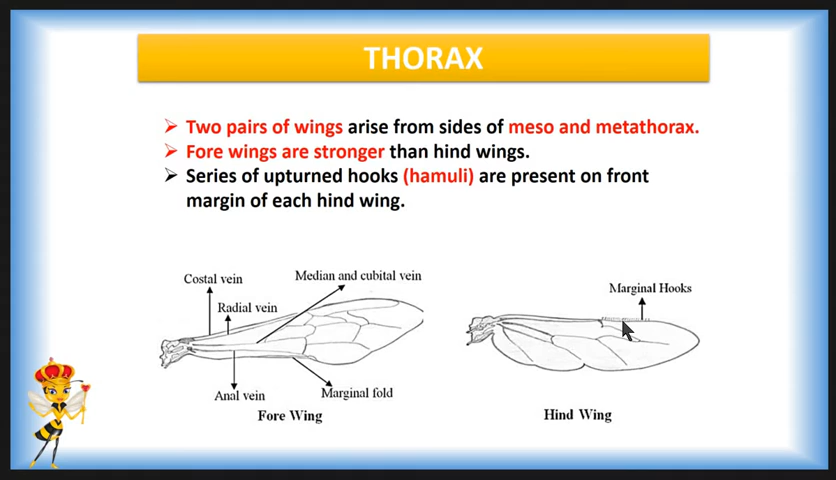 THORAX
Two pairs of wings arise from sides of meso and metathorax.
Fore wings are stronger than hind wings.
Series of upturned hooks (hamuli) are present on front
margin of each hind wing.
Costal vein
Median and cubital vein
Radial vein
Anal vein
Marginal fold
Fore Wing
Marginal Hooks
Hind Wing